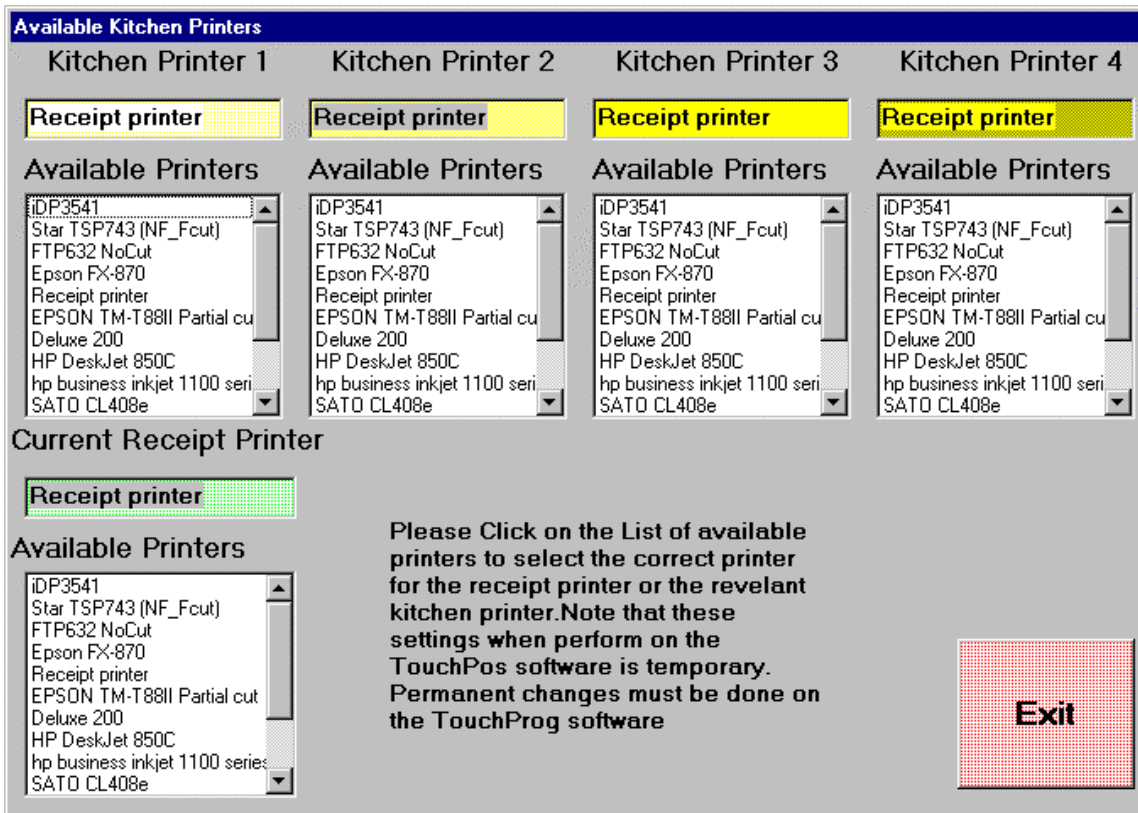 Available Kitchen Printers
Kitchen Printer 1
Kitchen Printer 2
Kitchen Printer 3
Kitchen Printer 4
Receipt printer
Receipt printer
Receipt printer
Receipt printer
Available Printers
Available Printers
Available Printers
Available Printers
iDP3541
Star TSP743 (NF_Fcut)
FTP632 NoCut
Epson FX-870
Receipt printer
EPSON TM-T88II Partial cu
Deluxe 200
HP DeskJet 850C
hp business inkjet 1100 seri
SATO CL408e
iDP3541
Star TSP743 (NF_Fcut)
FTP632 NoCut
Epson FX-870
Receipt printer
EPSON TM-T88II Partial cu
Deluxe 200
HP DeskJet 850C
hp business inkjet 1100 seri
SATO CL408e
iDP3541
Star TSP743 (NF_Fcut)
FTP632 NoCut
Epson FX-870
Receipt printer
EPSON TM-T88II Partial cu
Deluxe 200
HP DeskJet 850C
hp business inkjet 1100 seri
SATO CL408e
iDP3541
Star TSP743 (NF_Fcut)
FTP632 NoCut
Epson FX-870
Receipt printer
EPSON TM-T88II Partial cu
Deluxe 200
HP DeskJet 850C
hp business inkjet 1100 seri
SATO CL408e
Current Receipt Printer
Receipt printer
Available Printers
iDP3541
Star TSP743 (NF_Fcut)
FTP632 NoCut
Epson FX-870
Receipt printer
EPSON TM-T88II Partial cut
Deluxe 200
HP DeskJet 850C
hp business inkjet 1100 series
SATO CL408e
Please Click on the List of available
printers to select the correct printer
for the receipt printer or the revelant
kitchen printer.Note that these
settings when perform on the
TouchPos software is temporary.
Permanent changes must be done on
the TouchProg software
Exit